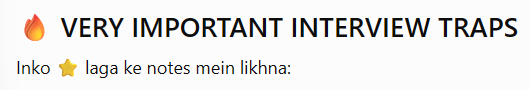 🔥 VERY IMPORTANT INTERVIEW TRAPS
Inko ⭐ laga ke notes mein likhna: